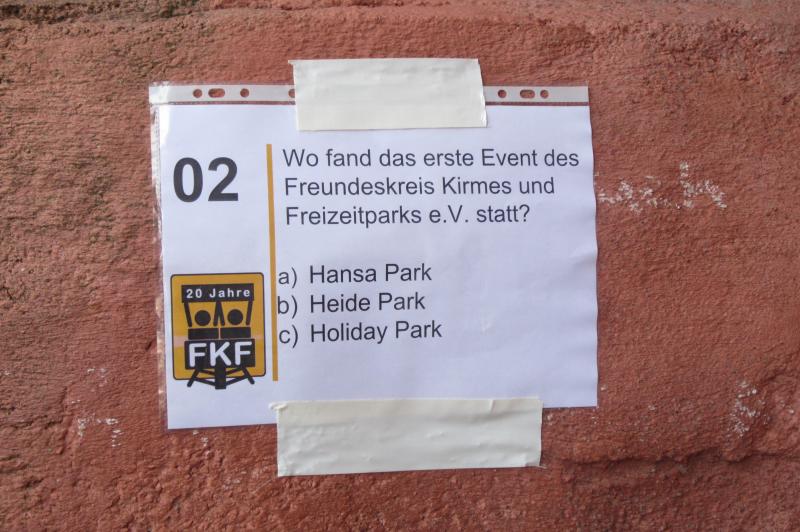 02
Wo fand das erste Event des
Freundeskreis Kirmes und
Freizeitparks e.V. statt?
a) Hansa Park
b) Heide Park
c) Holiday Park
20 Jahre
FKF